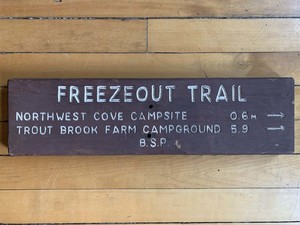 FREEZEOUT TRAIL
NORTHWEST COVE CAMPSITE 0.6 M
TROUT BROOK FARM CAMPGROUND 5.9
B.S.P.